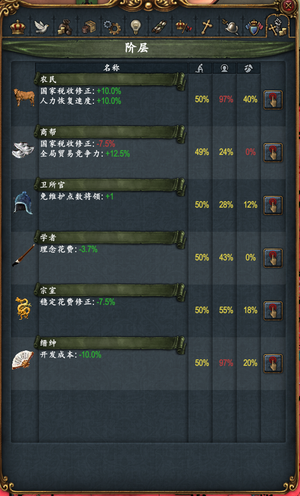 阶层
名称
农民
国家税收修正: +10.0%
人力恢复速度: +10.0%
50% 97% 40%
商帮
国家税收修正: -7.5%
全局贸易竞争力: +12.5%
49% 24% 0%
卫所官
免维护点数将领: +1
50% 28% 12%
学者
理念花费: -3.7%
50% 43% 0%
宗室
稳定花费修正: -7.5%
50% 55% 18%
缙绅
开发成本: -10.0%
50% 97% 20%